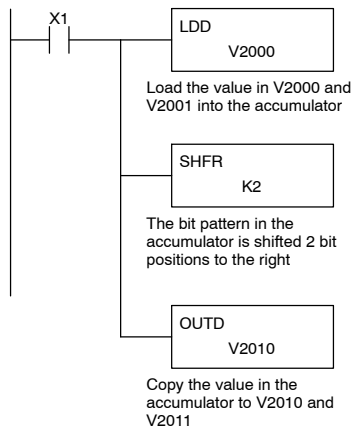 X1
LDD
V2000
Load the value in V2000 and
V2001 into the accumulator
SHFR
K2
The bit pattern in the
accumulator is shifted 2 bit
positions to the right
OUTD
V2010
Copy the value in the
accumulator to V2010 and
V2011